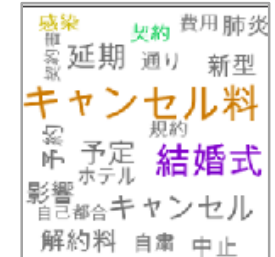 感染
契約
費用
肺炎
契約書
延期
通り
新型
キャンセル料
規約
予約
予定
結婚式
ホテル
影響
自己都合
キャンセル
解約料
自粛
中止